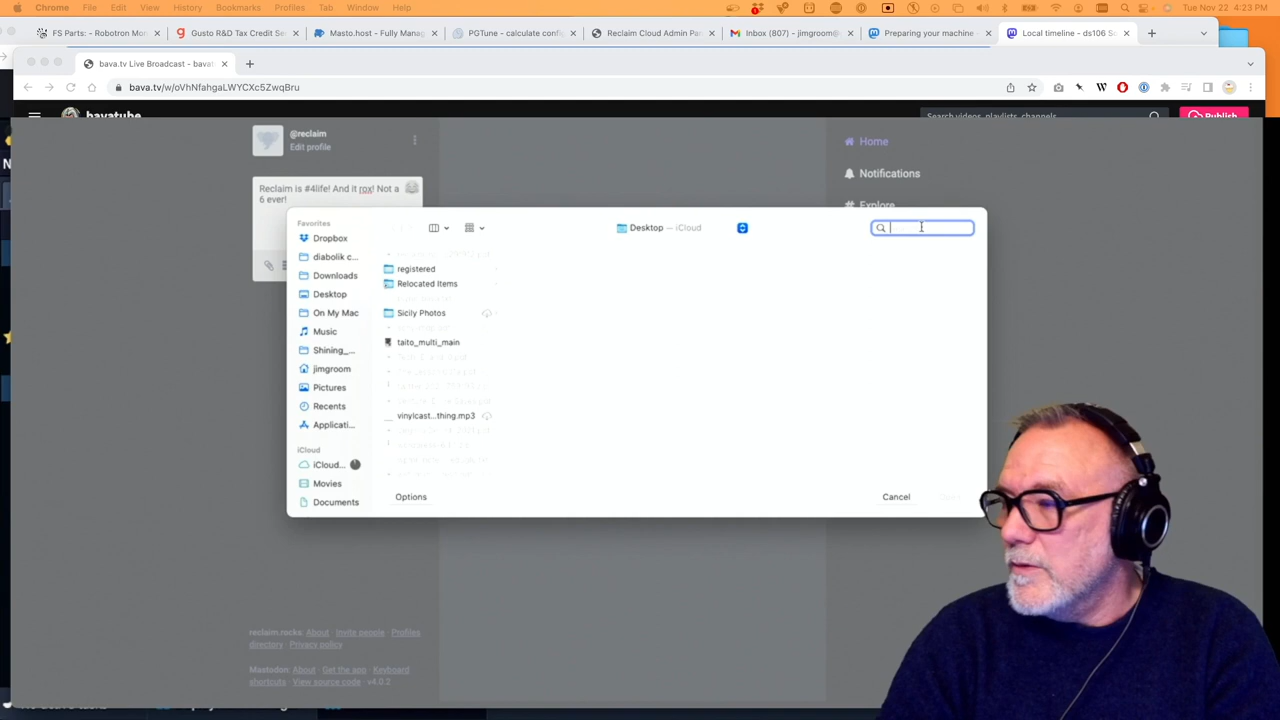 Chrome File Edit View History Bookmarks Profiles Tab Window Help Tue Nov 22 4:23 PM
FS Parts: - Robotron Mon Gusto R&D Tax Credit Ser Masto.host - Fully Manag PGTune - calculate config Reclaim Cloud Admin Pan Inbox (807) - jimgroom@ Preparing your machine - Local timeline - ds106 So
bava.tv Live Broadcast - bavat
bava.tv/w/oVhNfahgaLWYCXc5ZwqBru
bavatube Search videos, playlists, channels Publish
@reclaim
Edit profile
Home
Reclaim is #4life! And it rox! Not a
6 ever!
Notifications
Explore
Favorites
Dropbox
diabolik c...
Downloads
Desktop
On My Mac
Music
Shining_...
jimgroom
Pictures
Recents
Applicati...
iCloud
iCloud...
Movies
Documents
Desktop — iCloud
registered
Relocated Items
Sicily Photos
taito_multi_main
vinylcast...thing.mp3
Options Cancel
reclaim.rocks: About · Invite people · Profiles
directory · Privacy policy
Mastodon: About · Get the app · Keyboard
shortcuts · View source code · v4.0.2